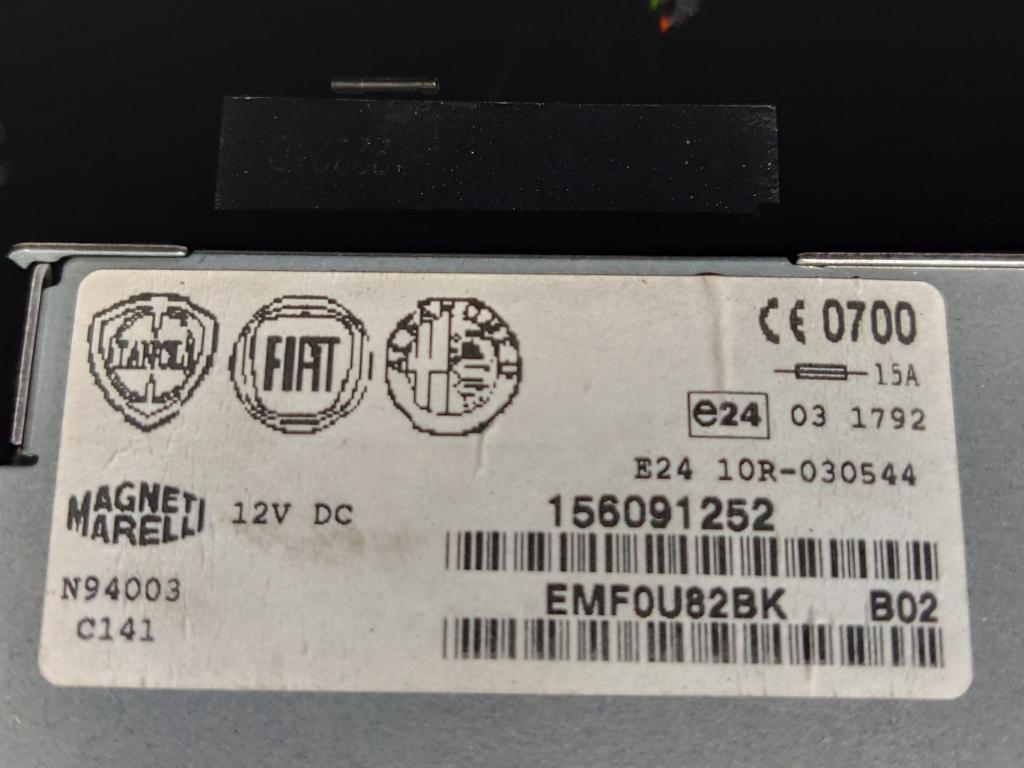 LANCIA
FIAT
ALFA ROMEO
CE 0700
15A
e24 03 1792
E24 10R-030544
MAGNETI
MARELLI
12V DC
156091252
N94003
EMF0U82BK B02
C141